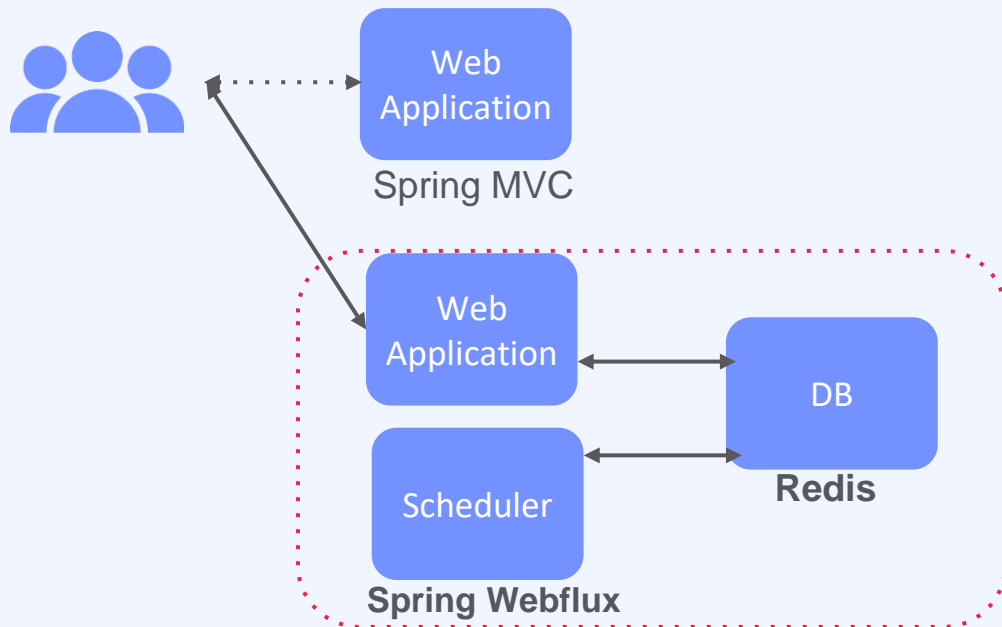 Web
Application
Spring MVC
Web
Application
DB
Redis
Scheduler
Spring Webflux